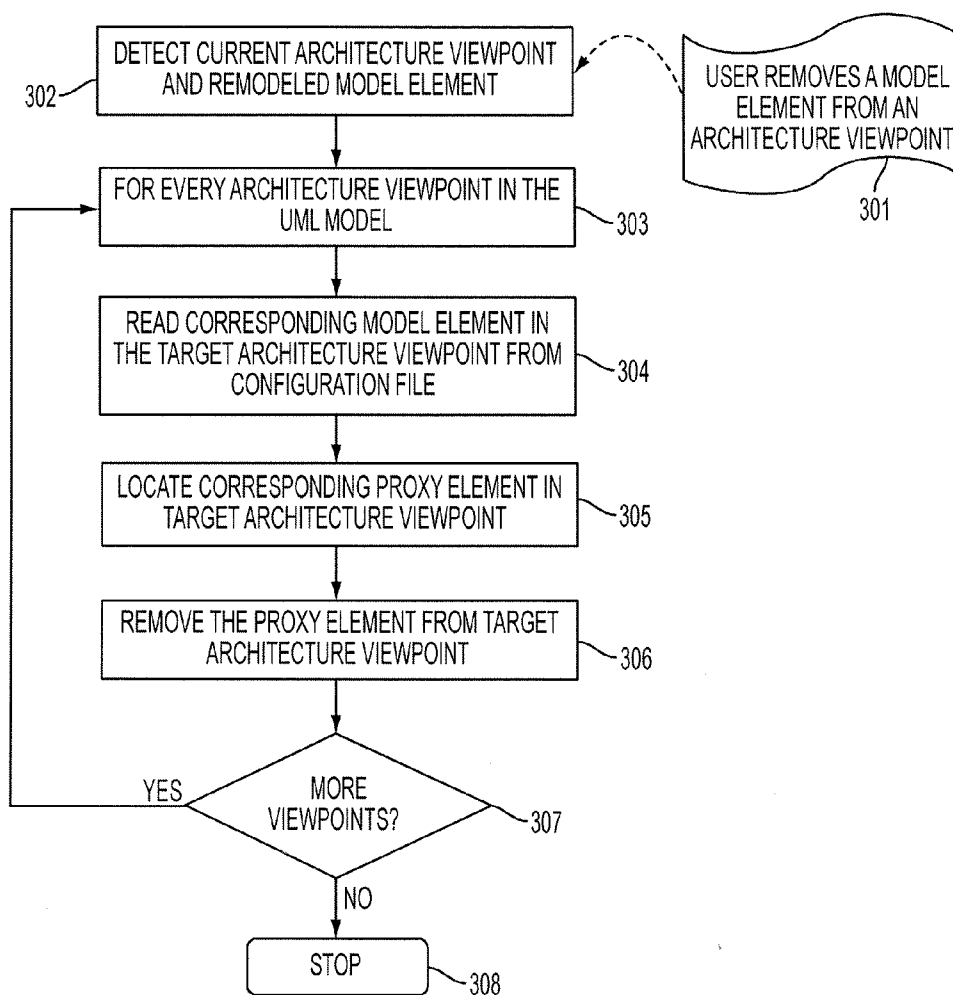 DETECT CURRENT ARCHITECTURE VIEWPOINT
AND REMODELED MODEL ELEMENT
302
USER REMOVES A MODEL
ELEMENT FROM AN
ARCHITECTURE VIEWPOINT
301
FOR EVERY ARCHITECTURE VIEWPOINT IN THE
UML MODEL
303
READ CORRESPONDING MODEL ELEMENT IN
THE TARGET ARCHITECTURE VIEWPOINT FROM
CONFIGURATION FILE
304
LOCATE CORRESPONDING PROXY ELEMENT IN
TARGET ARCHITECTURE VIEWPOINT
305
REMOVE THE PROXY ELEMENT FROM TARGET
ARCHITECTURE VIEWPOINT
306
YES
MORE
VIEWPOINTS?
307
NO
STOP
308